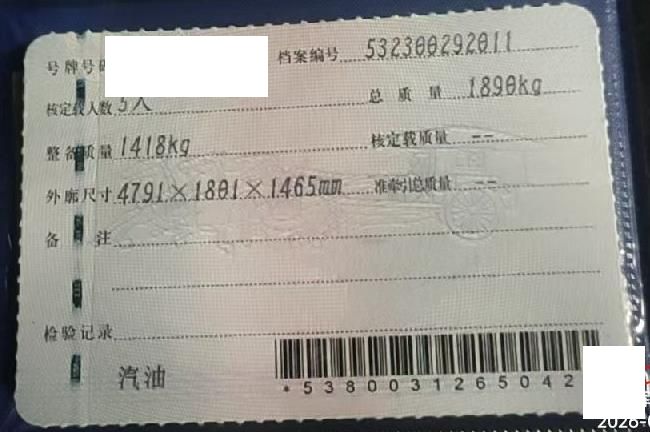 号牌号码 档案编号 532300292011
核定载人数 5人 总质量 1890kg
整备质量 1418kg 核定载质量 --
外廓尺寸 4791×1801×1465mm 准牵引总质量 --
备注
检验记录
汽油
*538003126504 2